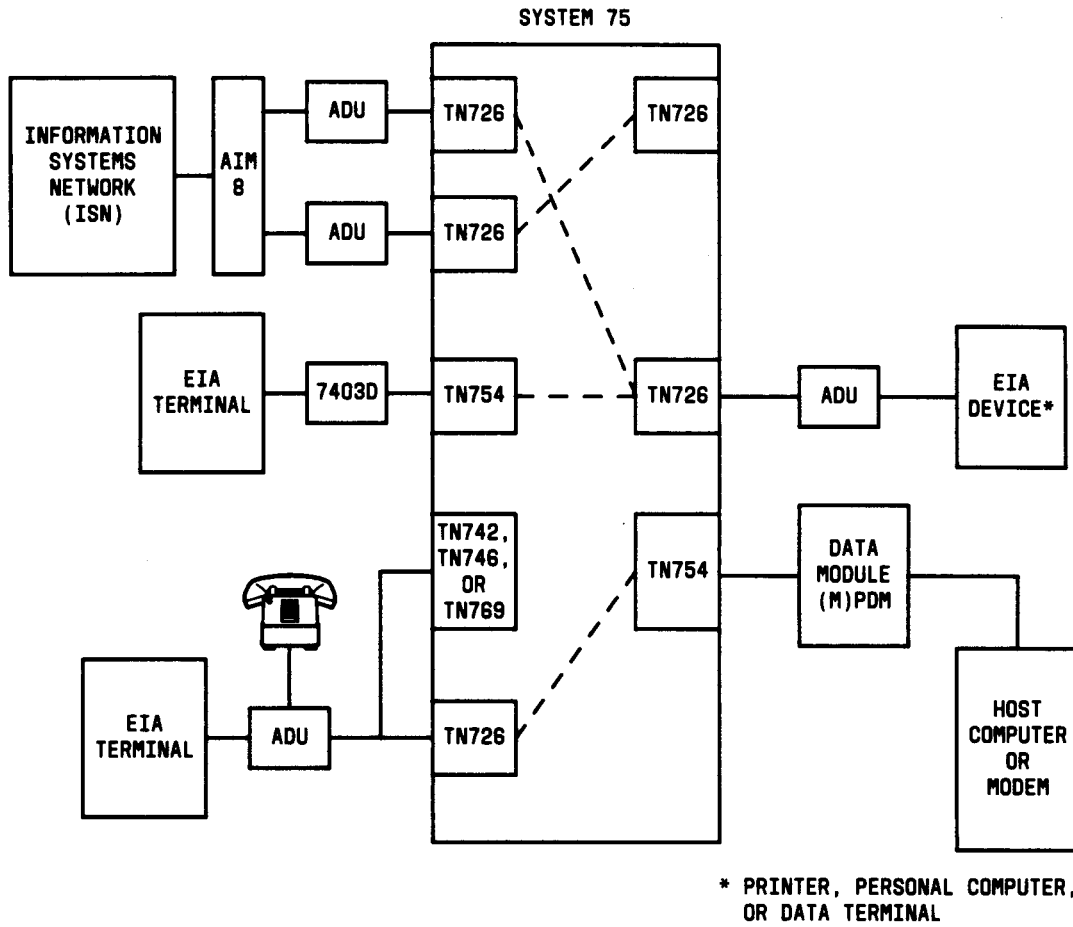 SYSTEM 75
INFORMATION
SYSTEMS
NETWORK
(ISN)
AIM
8
ADU
ADU
TN726
TN726
TN726
EIA
TERMINAL
7403D
TN754
TN726
ADU
EIA
DEVICE*
TN742,
TN746,
OR
TN769
TN754
DATA
MODULE
(M)PDM
EIA
TERMINAL
ADU
TN726
HOST
COMPUTER
OR
MODEM
* PRINTER, PERSONAL COMPUTER,
OR DATA TERMINAL